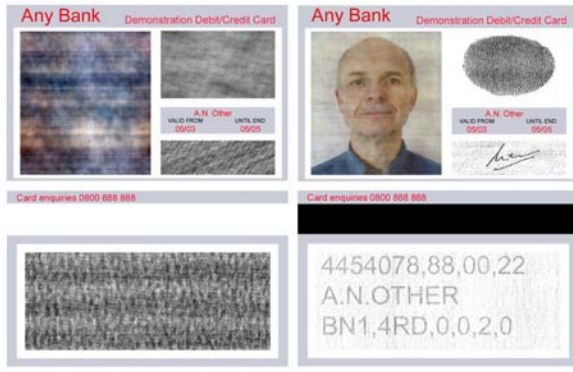 Any Bank
Demonstration Debit/Credit Card
A.N. Other
VALID FROM UNTIL END
05/03 05/05
Any Bank
Demonstration Debit/Credit Card
A.N. Other
VALID FROM UNTIL END
05/03 05/05
Card enquiries 0800 888 888
Card enquiries 0800 888 888
4454078,88,00,22
A.N.OTHER
BN1,4RD,0,0,2,0